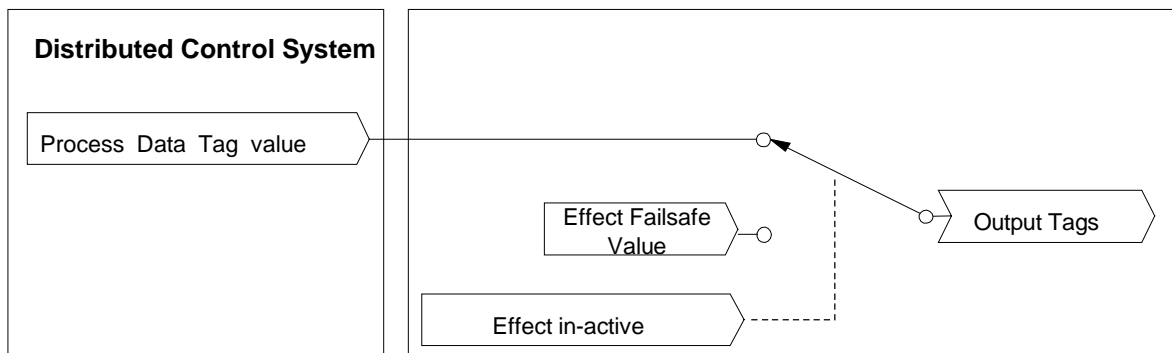 Distributed Control System
Process Data Tag value
Effect Failsafe
Value
Output Tags
Effect in-active